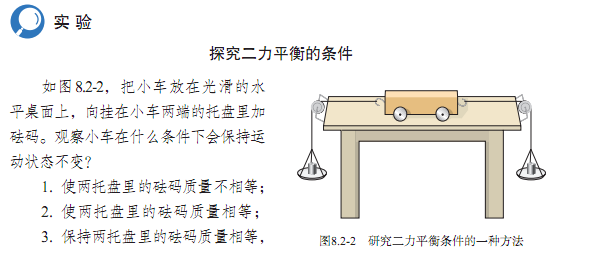 实验
探究二力平衡的条件
如图8.2-2，把小车放在光滑的水
平桌面上，向挂在小车两端的托盘里加
砝码。观察小车在什么条件下会保持运
动状态不变？
1. 使两托盘里的砝码质量不相等；
2. 使两托盘里的砝码质量相等；
3. 保持两托盘里的砝码质量相等，
图8.2-2 研究二力平衡条件的一种方法